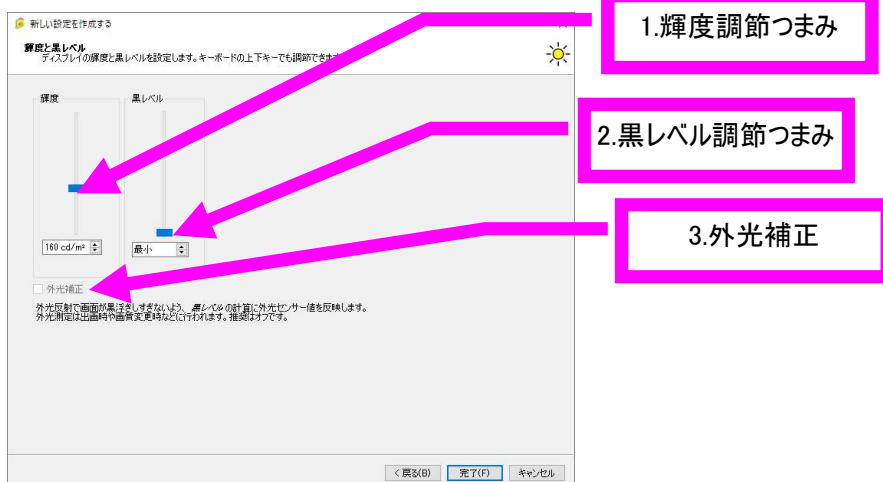 新しい設定を作成する
輝度と黒レベル
ディスプレイの輝度と黒レベルを設定します。キーボードの上下キーでも調節できます
輝度
黒レベル
160 cd/m²
最小
外光補正
外光反射で画面が黒浮きしすぎないよう、黒レベルの計算に外光センサー値を反映します。
外光測定は出画時や画質変更時などに行われます。推奨はオフです。
< 戻る(B)
完了(F)
キャンセル
1.輝度調節つまみ
2.黒レベル調節つまみ
3.外光補正